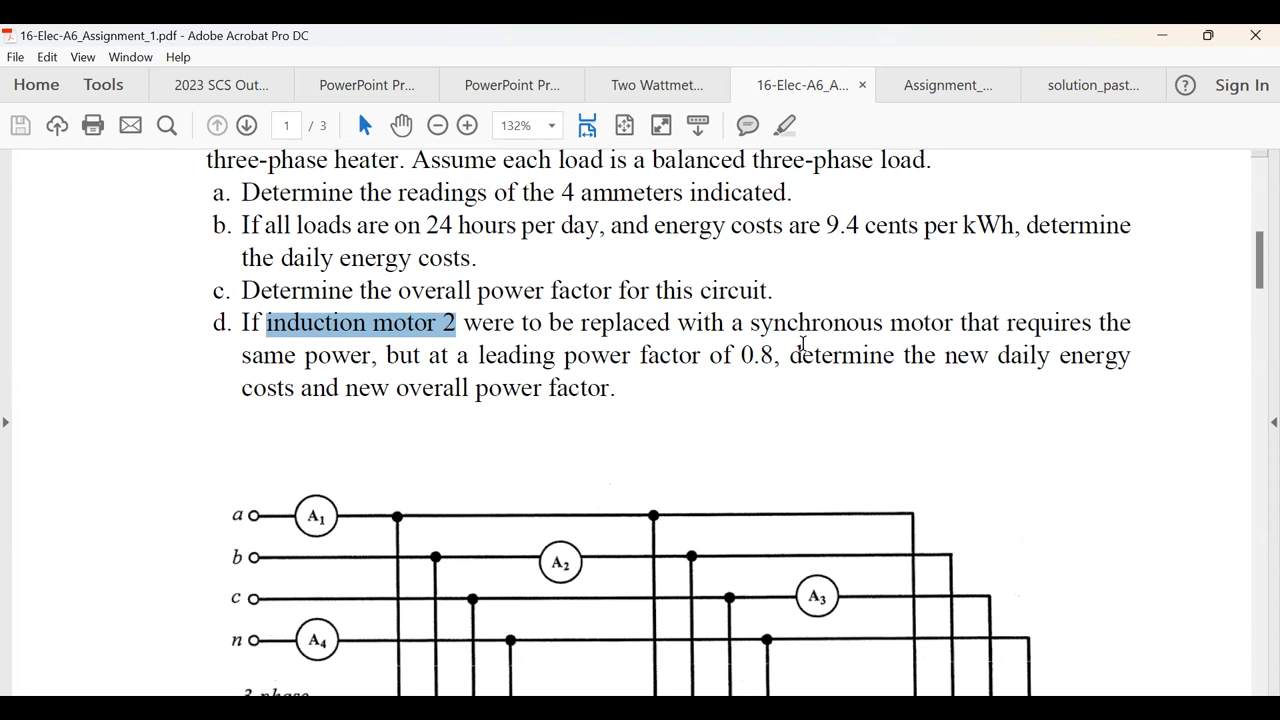 16-Elec-A6_Assignment_1.pdf - Adobe Acrobat Pro DC
File Edit View Window Help
Home Tools 2023 SCS Out... PowerPoint Pr... PowerPoint Pr... Two Wattmet... 16-Elec-A6_A... × Assignment_... solution_past... ? Sign In
1 / 3 132%
three-phase heater. Assume each load is a balanced three-phase load.
a. Determine the readings of the 4 ammeters indicated.
b. If all loads are on 24 hours per day, and energy costs are 9.4 cents per kWh, determine
the daily energy costs.
c. Determine the overall power factor for this circuit.
d. If induction motor 2 were to be replaced with a synchronous motor that requires the
same power, but at a leading power factor of 0.8, determine the new daily energy
costs and new overall power factor.
a A₁
b A₂
c A₃
n A₄
3-phase